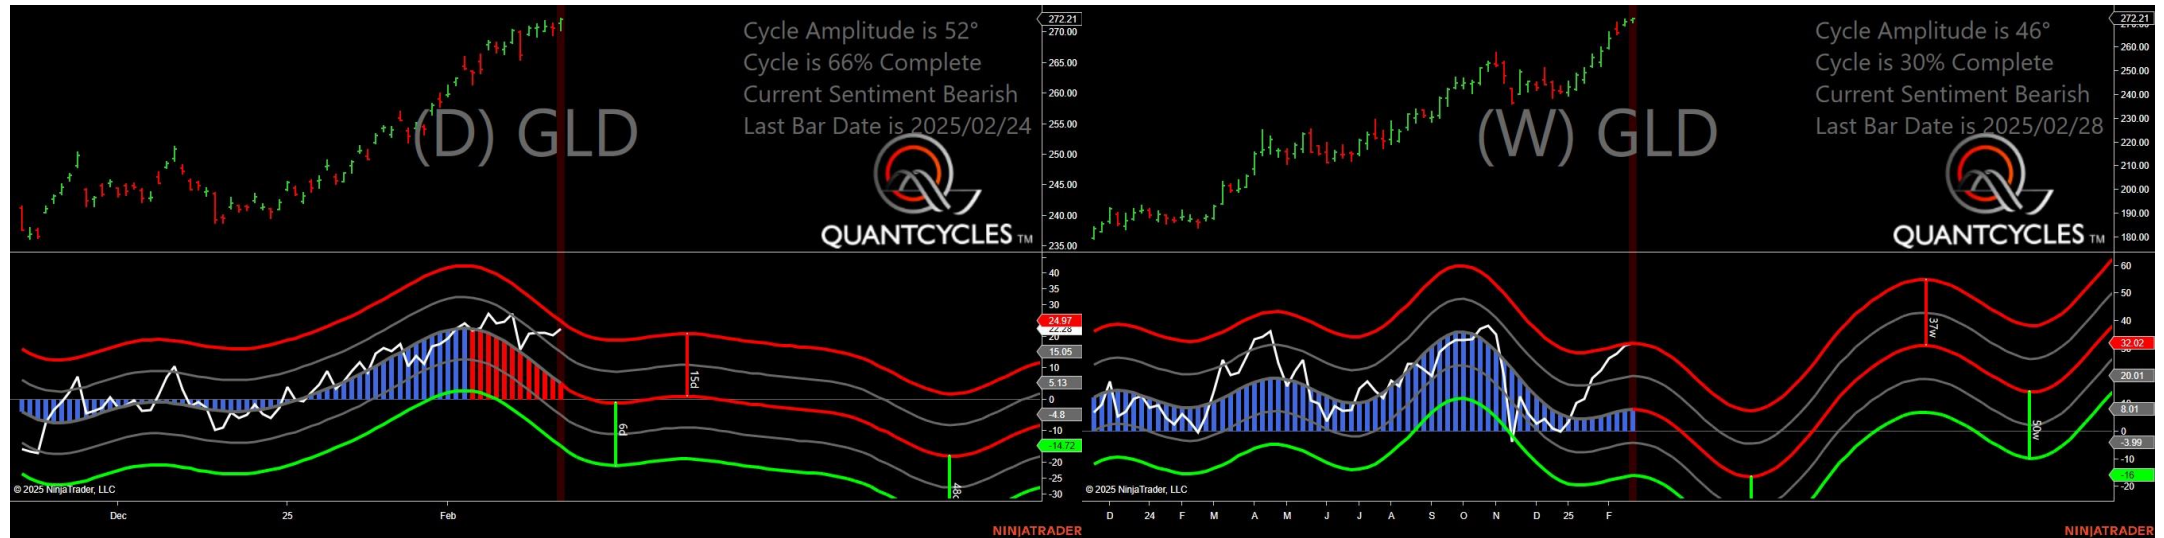 Cycle Amplitude is 52°
Cycle is 66% Complete
Current Sentiment Bearish
Last Bar Date is 2025/02/24
(D) GLD
QUANTCYCLES TM
272.21
270.00
265.00
260.00
255.00
250.00
245.00
240.00
235.00
40
35
30
24.97
22.28
20
15.05
10
5.13
0
-4.8
-10
-14.72
-20
-25
-30
15d
6d
© 2025 NinjaTrader, LLC
Dec
25
Feb
NINJATRADER
Cycle Amplitude is 46°
Cycle is 30% Complete
Current Sentiment Bearish
Last Bar Date is 2025/02/28
(W) GLD
QUANTCYCLES TM
272.21
260.00
250.00
240.00
230.00
220.00
210.00
200.00
190.00
180.00
60
50
40
32.02
20.01
8.01
0
-3.99
-10
-16
-20
37w
50w
© 2025 NinjaTrader, LLC
D 24 F M A M J J A S O N D 25 F
NINJATRADER